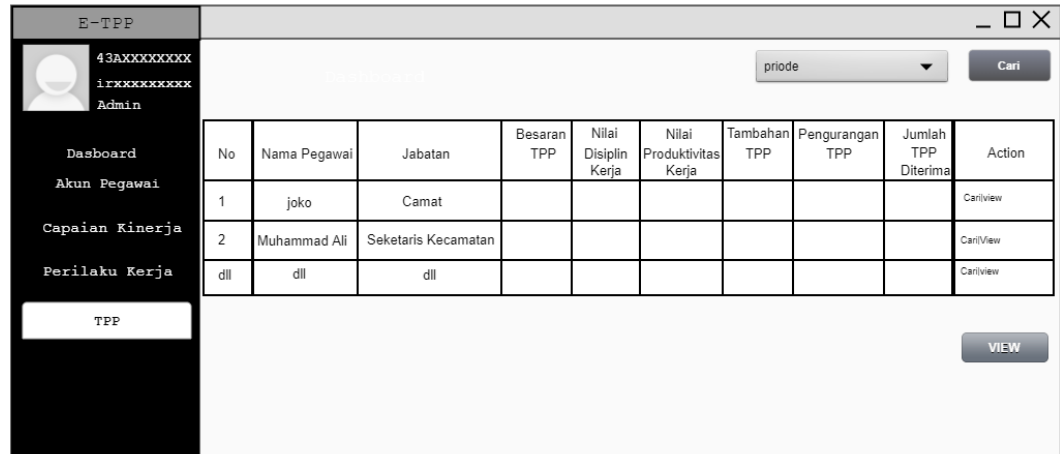 E-TPP
43AXXXXXXXX
irxxxxxxxxx
Admin
priode
Cari
Dasboard
Akun Pegawai
Capaian Kinerja
Perilaku Kerja
TPP
No
Nama Pegawai
Jabatan
Besaran
TPP
Nilai
Disiplin
Kerja
Nilai
Produktivitas
Kerja
Tambahan
TPP
Pengurangan
TPP
Jumlah
TPP
Diterima
Action
1 joko Camat Cari|view
2 Muhammad Ali Seketaris Kecamatan Cari|View
dll dll dll Cari|view
VIEW